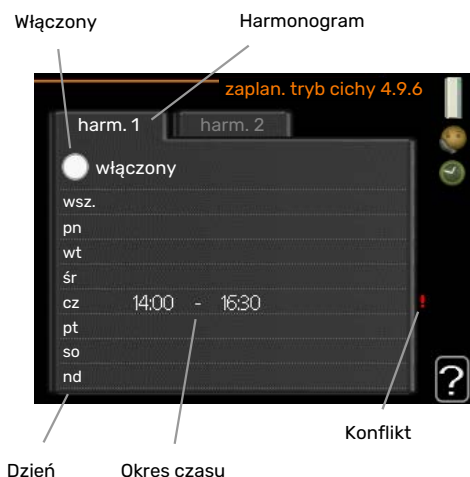 Włączony
Harmonogram
zaplan. tryb cichy 4.9.6
harm. 1
harm. 2
włączony
wsz.
pn
wt
śr
cz 14:00 - 16:30 !
pt
so
nd
?
Konflikt
Dzień
Okres czasu